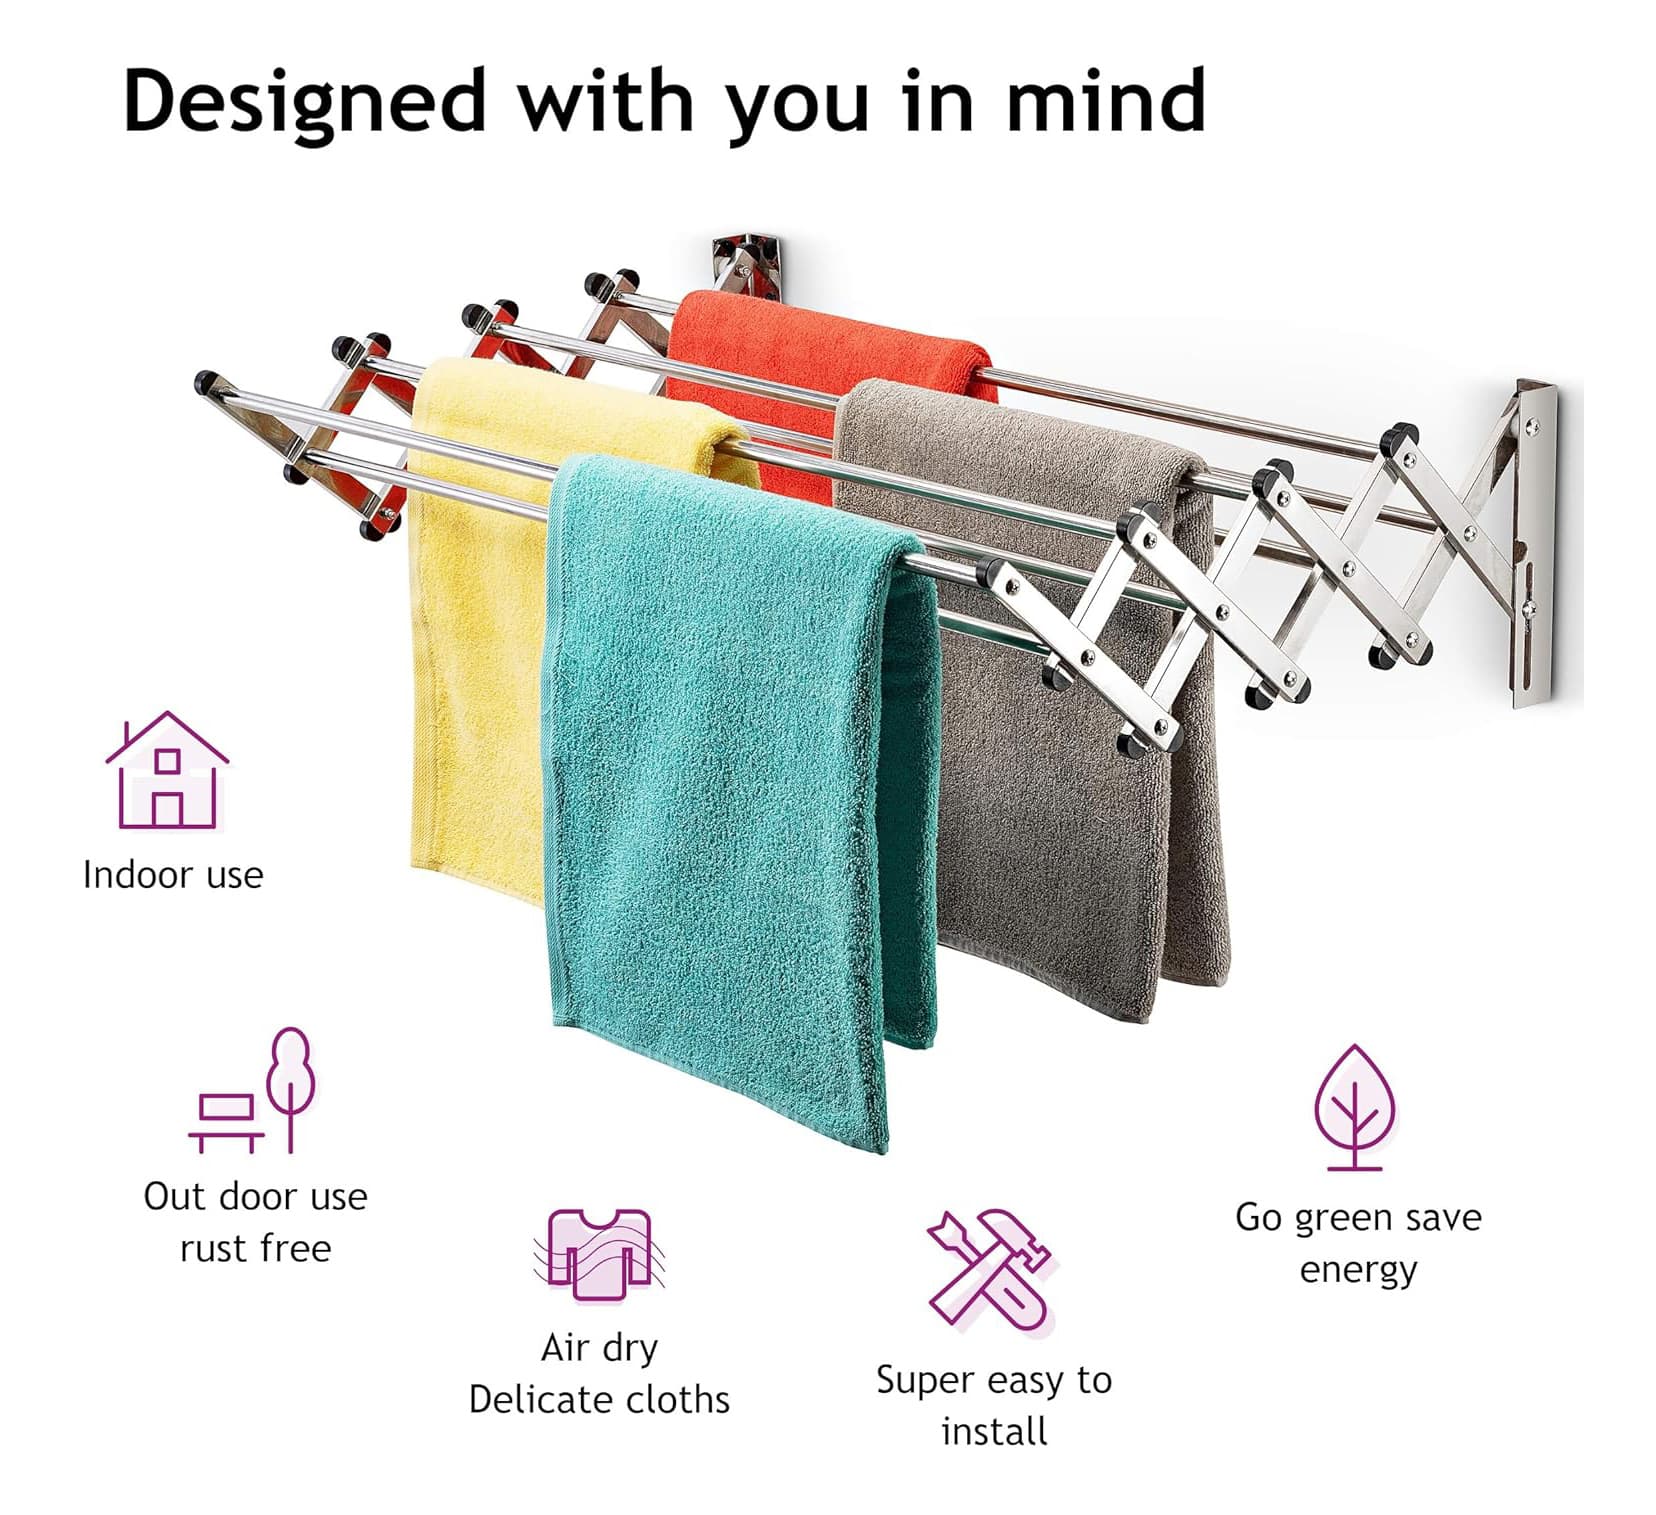 Designed with you in mind
Indoor use
Out door use
rust free
Air dry
Delicate cloths
Super easy to
install
Go green save
energy